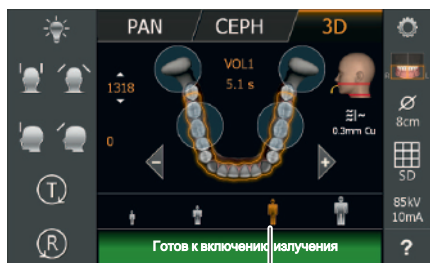 PAN
CEPH
3D
VOL1
5.1 s
1318
0
0.3mm Cu
R
L
Ø
8cm
SD
85kV
10mA
T
R
Готов к включению излучения
?